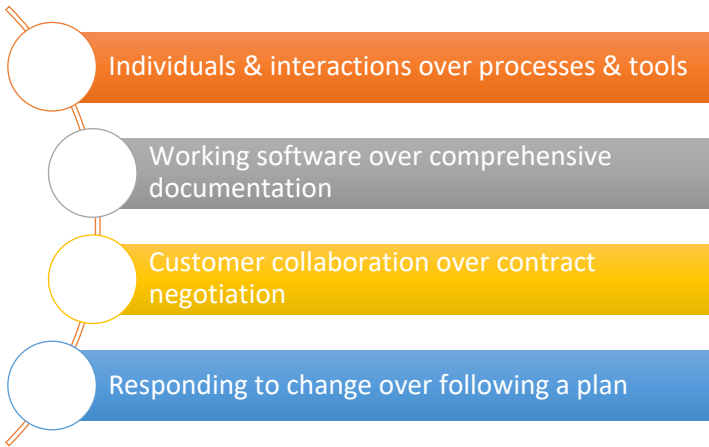 Individuals & interactions over processes & tools
Working software over comprehensive
documentation
Customer collaboration over contract
negotiation
Responding to change over following a plan